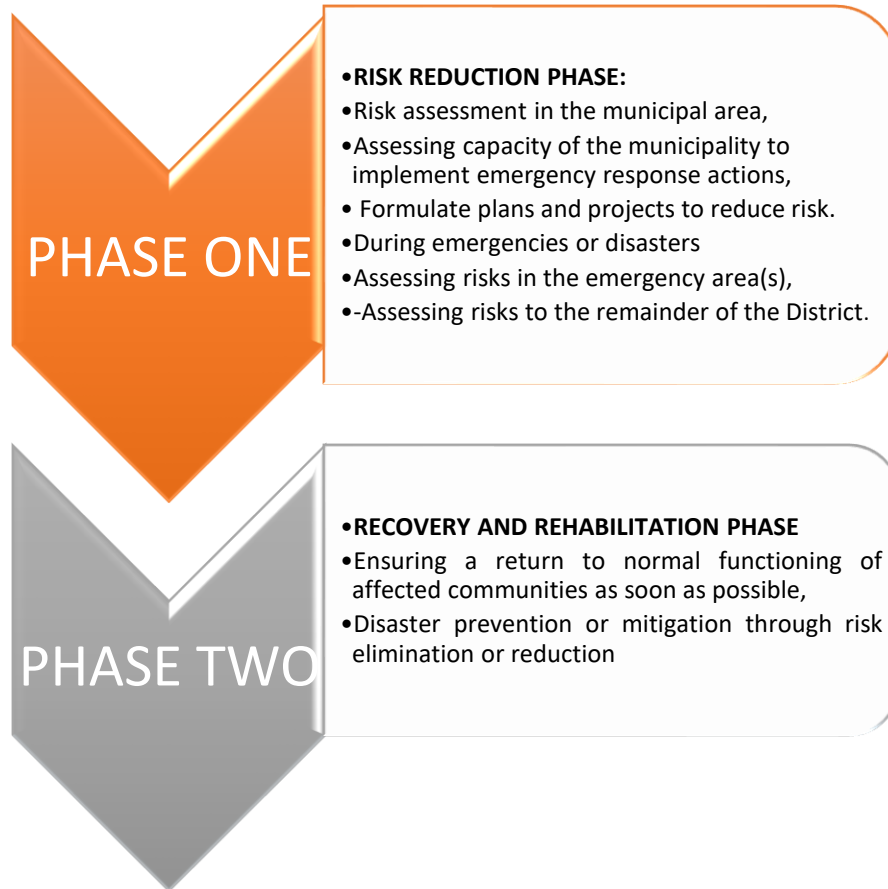 PHASE ONE
•RISK REDUCTION PHASE:
•Risk assessment in the municipal area,
•Assessing capacity of the municipality to
implement emergency response actions,
• Formulate plans and projects to reduce risk.
•During emergencies or disasters
•Assessing risks in the emergency area(s),
•-Assessing risks to the remainder of the District.
PHASE TWO
•RECOVERY AND REHABILITATION PHASE
•Ensuring a return to normal functioning of
affected communities as soon as possible,
•Disaster prevention or mitigation through risk
elimination or reduction